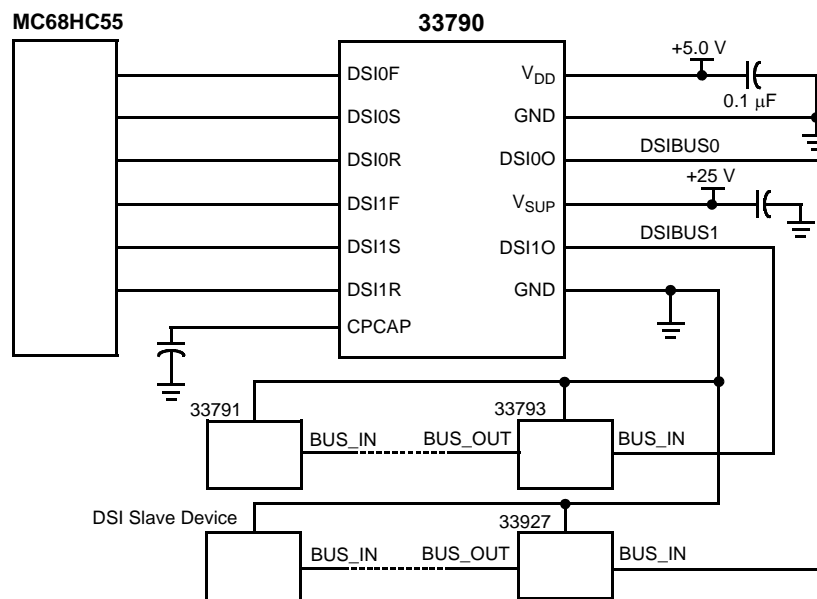 MC68HC55
33790
DSI0F
DSI0S
DSI0R
DSI1F
DSI1S
DSI1R
CPCAP
VDD
GND
DSI0O
VSUP
DSI1O
GND
+5.0 V
0.1 μF
DSIBUS0
+25 V
DSIBUS1
33791
BUS_IN
BUS_OUT
33793
BUS_IN
DSI Slave Device
BUS_IN
BUS_OUT
33927
BUS_IN